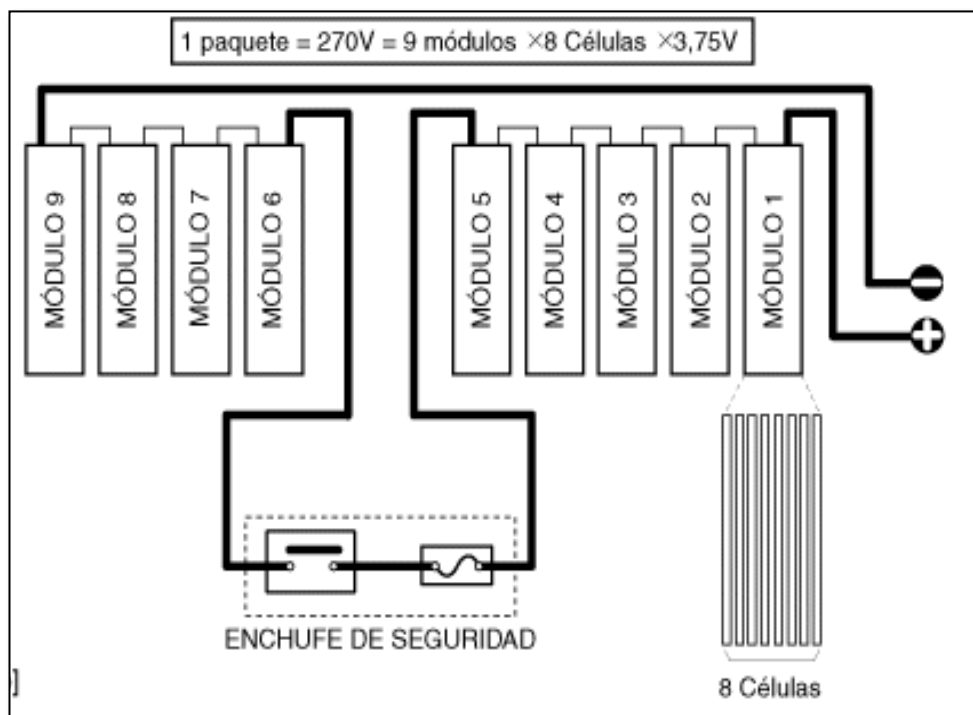 1 paquete = 270V = 9 módulos ×8 Células ×3,75V
MÓDULO 9
MÓDULO 8
MÓDULO 7
MÓDULO 6
MÓDULO 5
MÓDULO 4
MÓDULO 3
MÓDULO 2
MÓDULO 1
−
+
ENCHUFE DE SEGURIDAD
]
8 Células